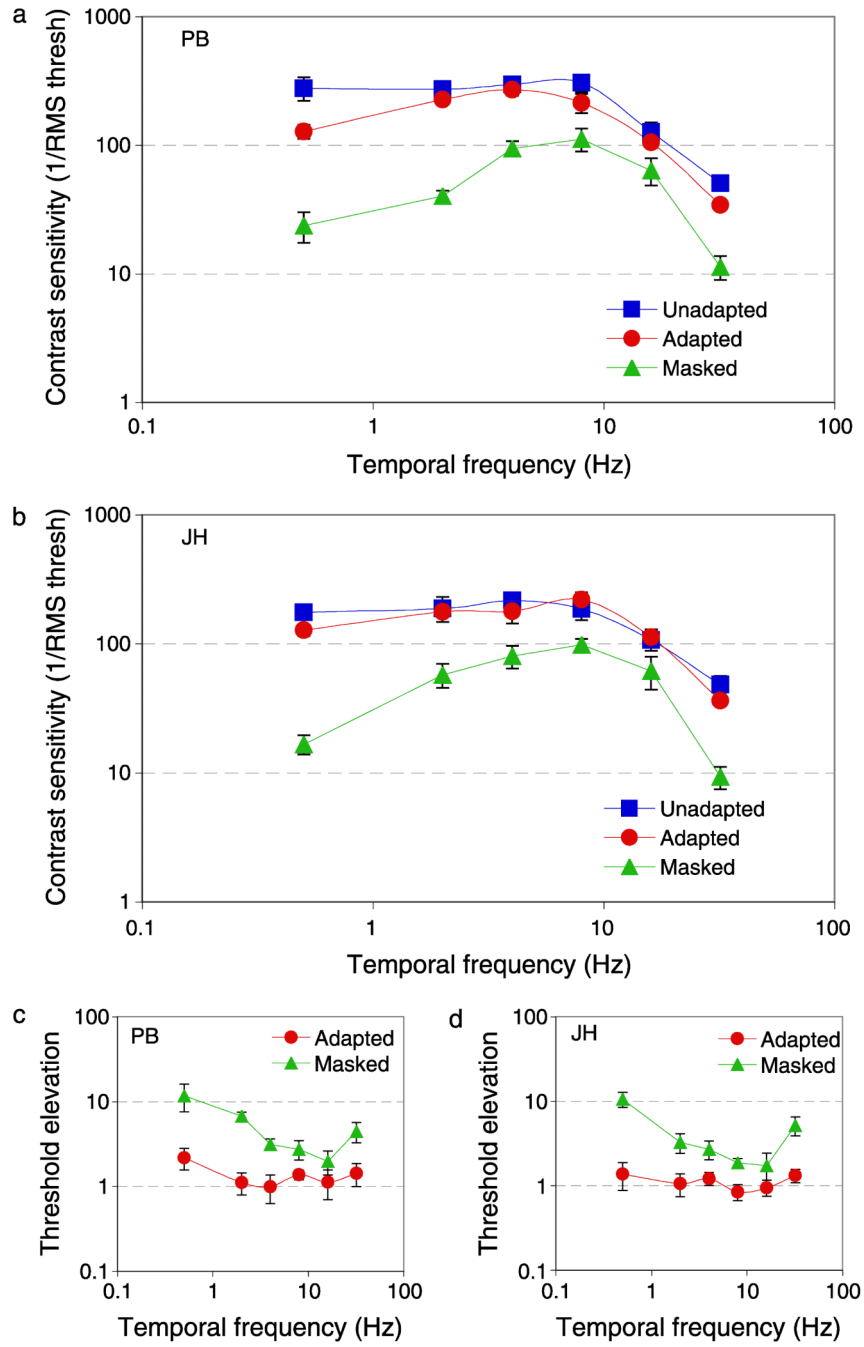 a
1000
PB
100
10
1
0.1
1
10
100
Contrast sensitivity (1/RMS thresh)
Temporal frequency (Hz)
Unadapted
Adapted
Masked
b
1000
JH
100
10
1
0.1
1
10
100
Contrast sensitivity (1/RMS thresh)
Temporal frequency (Hz)
Unadapted
Adapted
Masked
c
100
PB
Adapted
Masked
10
1
0.1
0.1
1
10
100
Threshold elevation
Temporal frequency (Hz)
d
100
JH
Adapted
Masked
10
1
0.1
0.1
1
10
100
Threshold elevation
Temporal frequency (Hz)